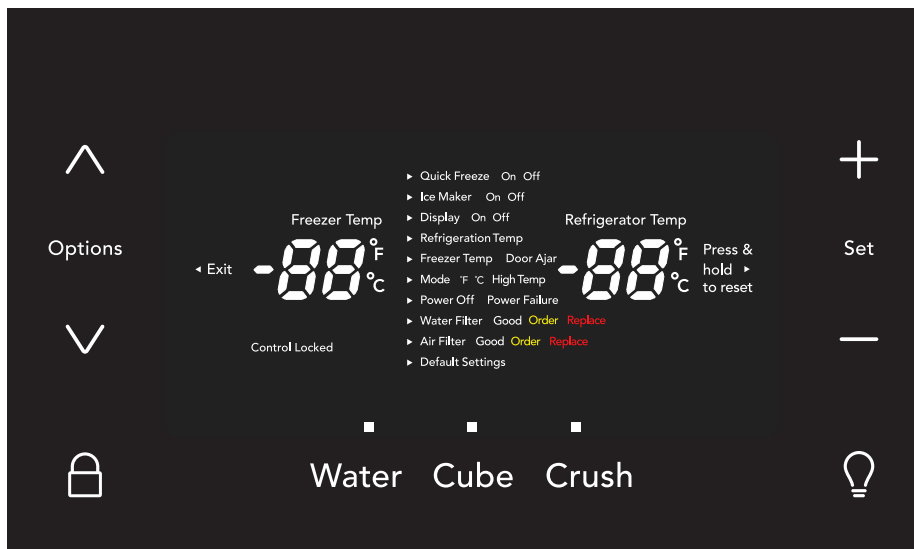 Quick Freeze On Off
Ice Maker On Off
Display On Off
Refrigeration Temp
Freezer Temp Door Ajar
Mode °F °C High Temp
Power Off Power Failure
Water Filter Good Order Replace
Air Filter Good Order Replace
Default Settings
Freezer Temp
-88°F °C
Refrigerator Temp
-88°F °C
Options
Exit
Control Locked
Press &
hold
to reset
Set
Water Cube Crush